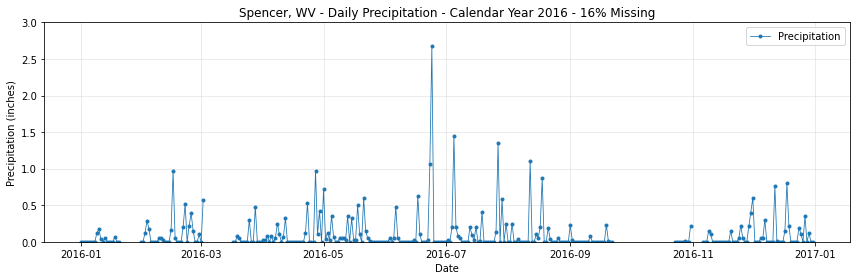 Spencer, WV - Daily Precipitation - Calendar Year 2016 - 16% Missing
Precipitation
Precipitation (inches)
3.0
2.5
2.0
1.5
1.0
0.5
0.0
2016-01 2016-03 2016-05 2016-07 2016-09 2016-11 2017-01
Date